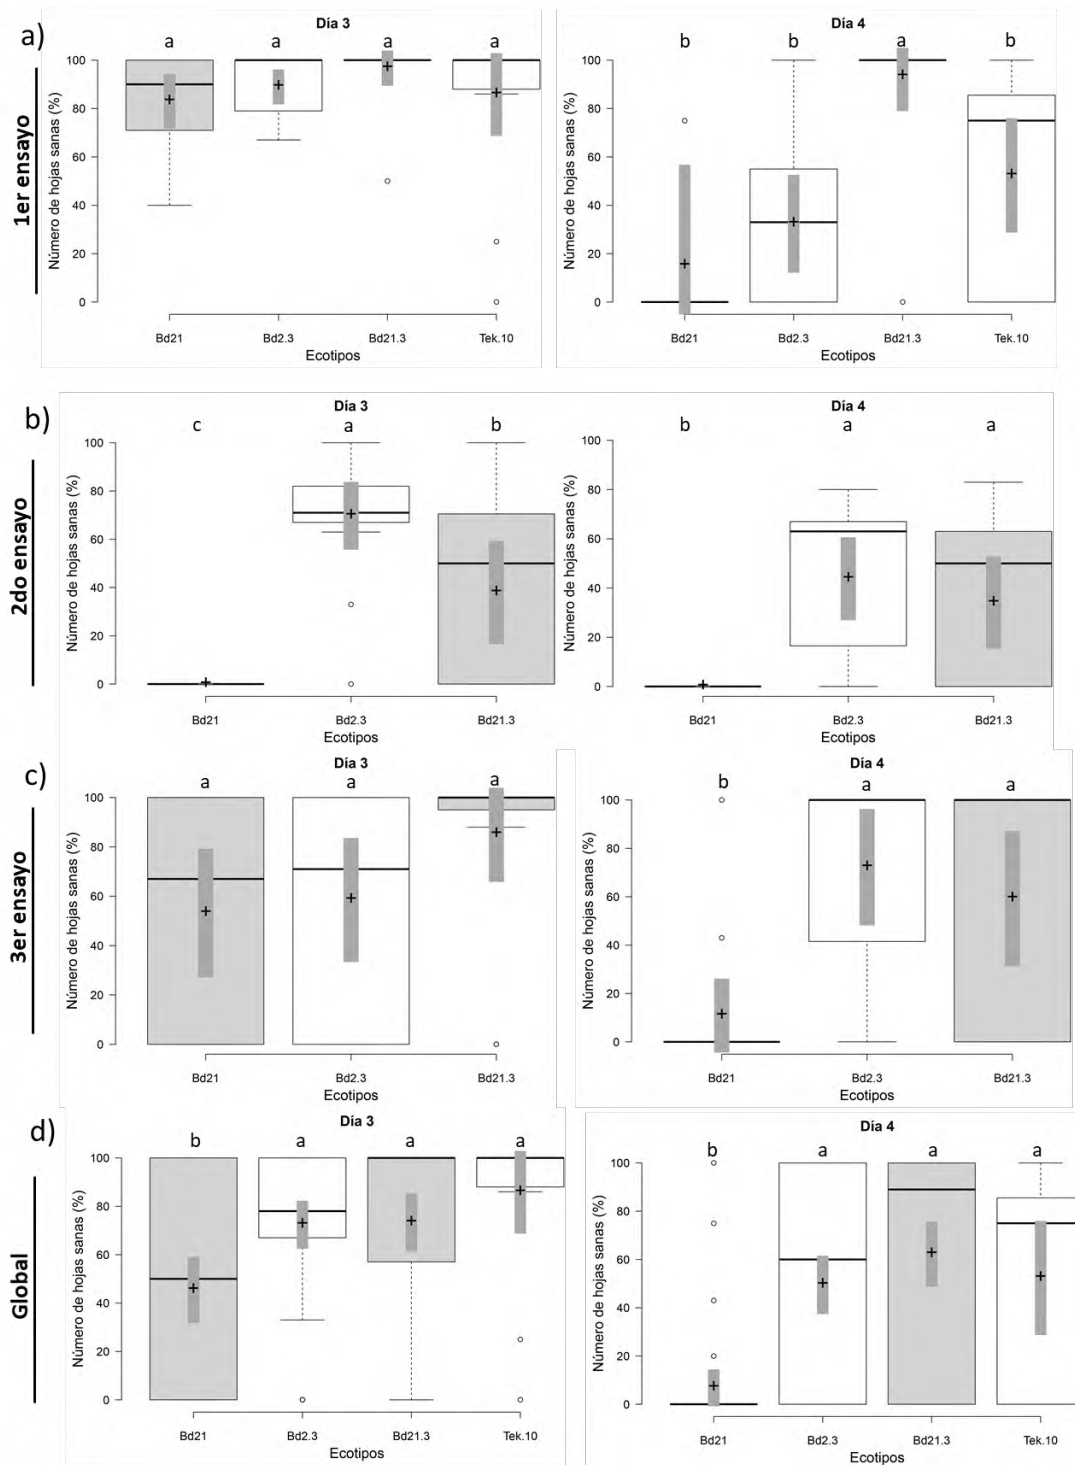 a)
1er ensayo
Día 3
a a a a
Número de hojas sanas (%)
100
80
60
40
20
0
Bd21 Bd2.3 Bd21.3 Tek.10
Ecotipos
Día 4
b b a b
Número de hojas sanas (%)
100
80
60
40
20
0
Bd21 Bd2.3 Bd21.3 Tek.10
Ecotipos
b)
2do ensayo
Día 3
c a b
Número de hojas sanas (%)
100
80
60
40
20
0
Bd21 Bd2.3 Bd21.3
Ecotipos
Día 4
b a a
Número de hojas sanas (%)
100
80
60
40
20
0
Bd21 Bd2.3 Bd21.3
Ecotipos
c)
3er ensayo
Día 3
a a a
Número de hojas sanas (%)
100
80
60
40
20
0
Bd21 Bd2.3 Bd21.3
Ecotipos
Día 4
b a a
Número de hojas sanas (%)
100
80
60
40
20
0
Bd21 Bd2.3 Bd21.3
Ecotipos
d)
Global
Día 3
b a a a
Número de hojas sanas (%)
100
80
60
40
20
0
Bd21 Bd2.3 Bd21.3 Tek.10
Ecotipos
Día 4
b a a a
Número de hojas sanas (%)
100
80
60
40
20
0
Bd21 Bd2.3 Bd21.3 Tek.10
Ecotipos